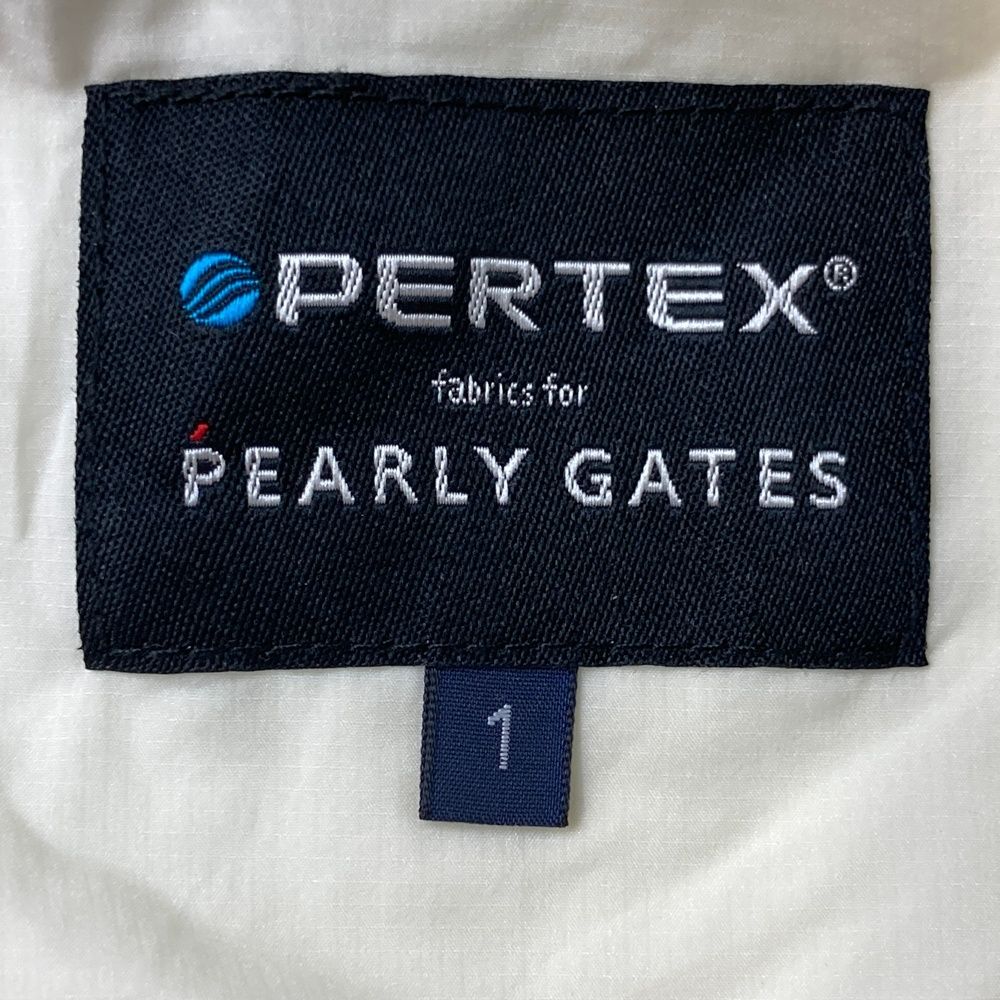 PERTEX®
fabrics for
PEARLY GATES
1